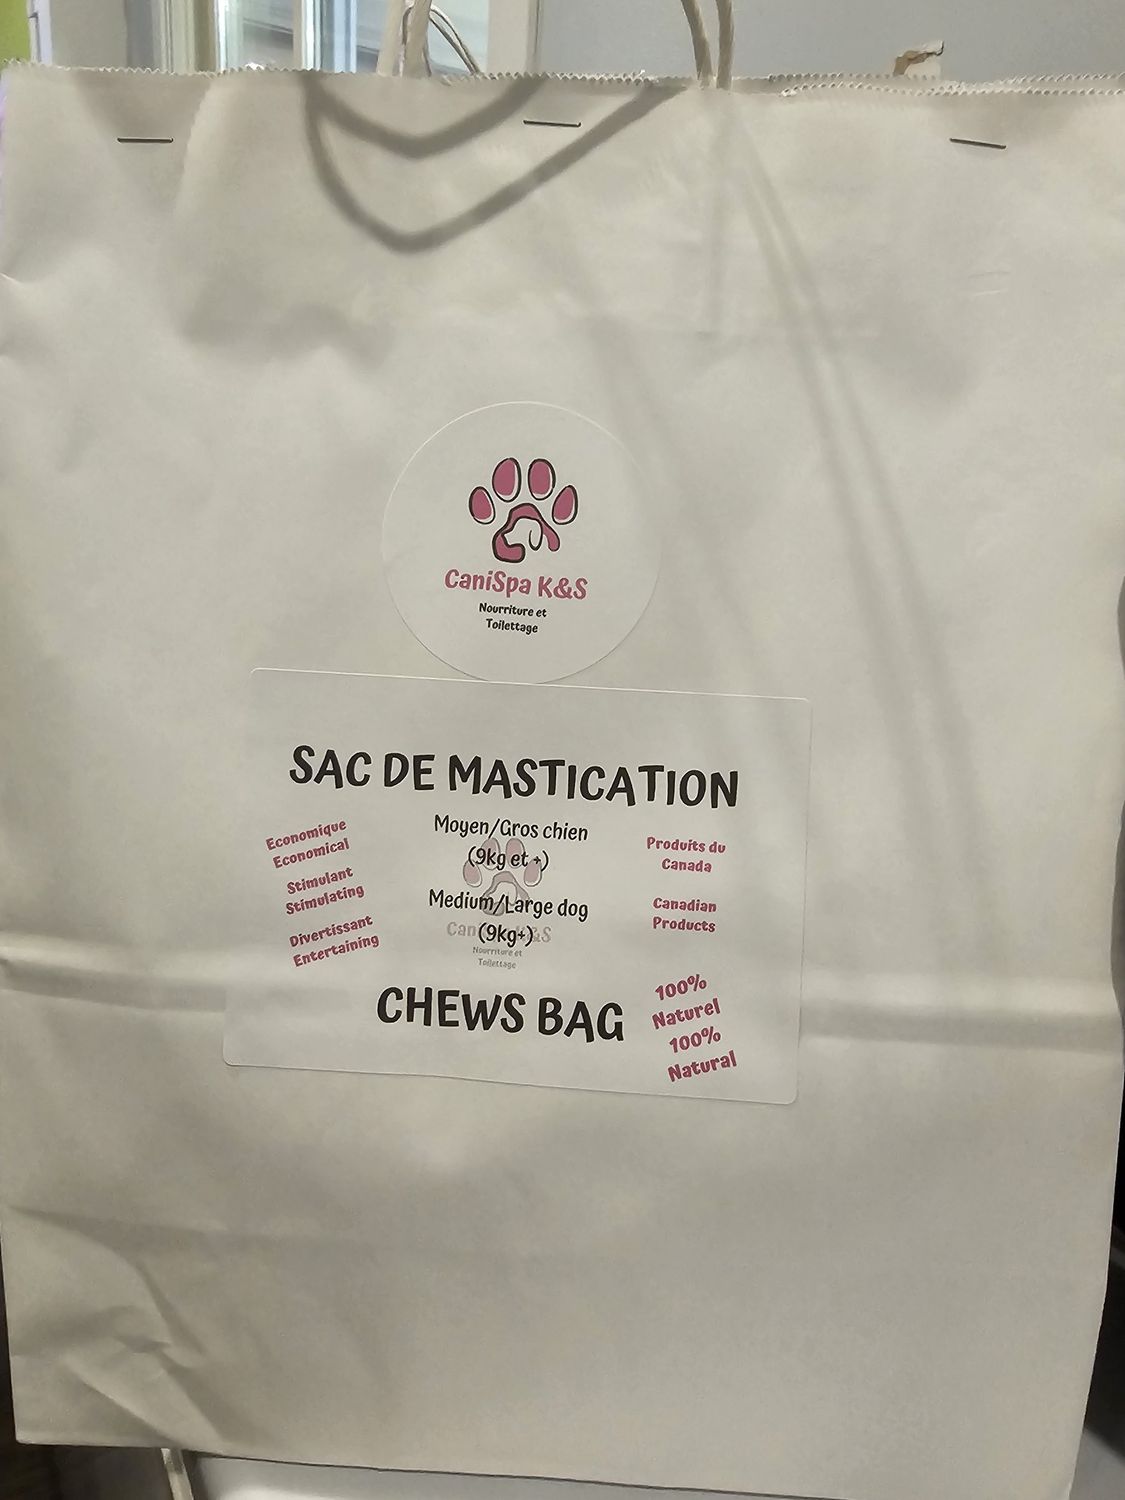 CaniSpa K&S
Nourriture et
Toilettage
SAC DE MASTICATION
Economique
Economical
Stimulant
Stimulating
Divertissant
Entertaining
Moyen/Gros chien
(9kg et +)
Medium/Large dog
(9kg+)
CaniSpa K&S
Nourriture et
Toilettage
Produits du
Canada
Canadian
Products
CHEWS BAG
100%
Naturel
100%
Natural